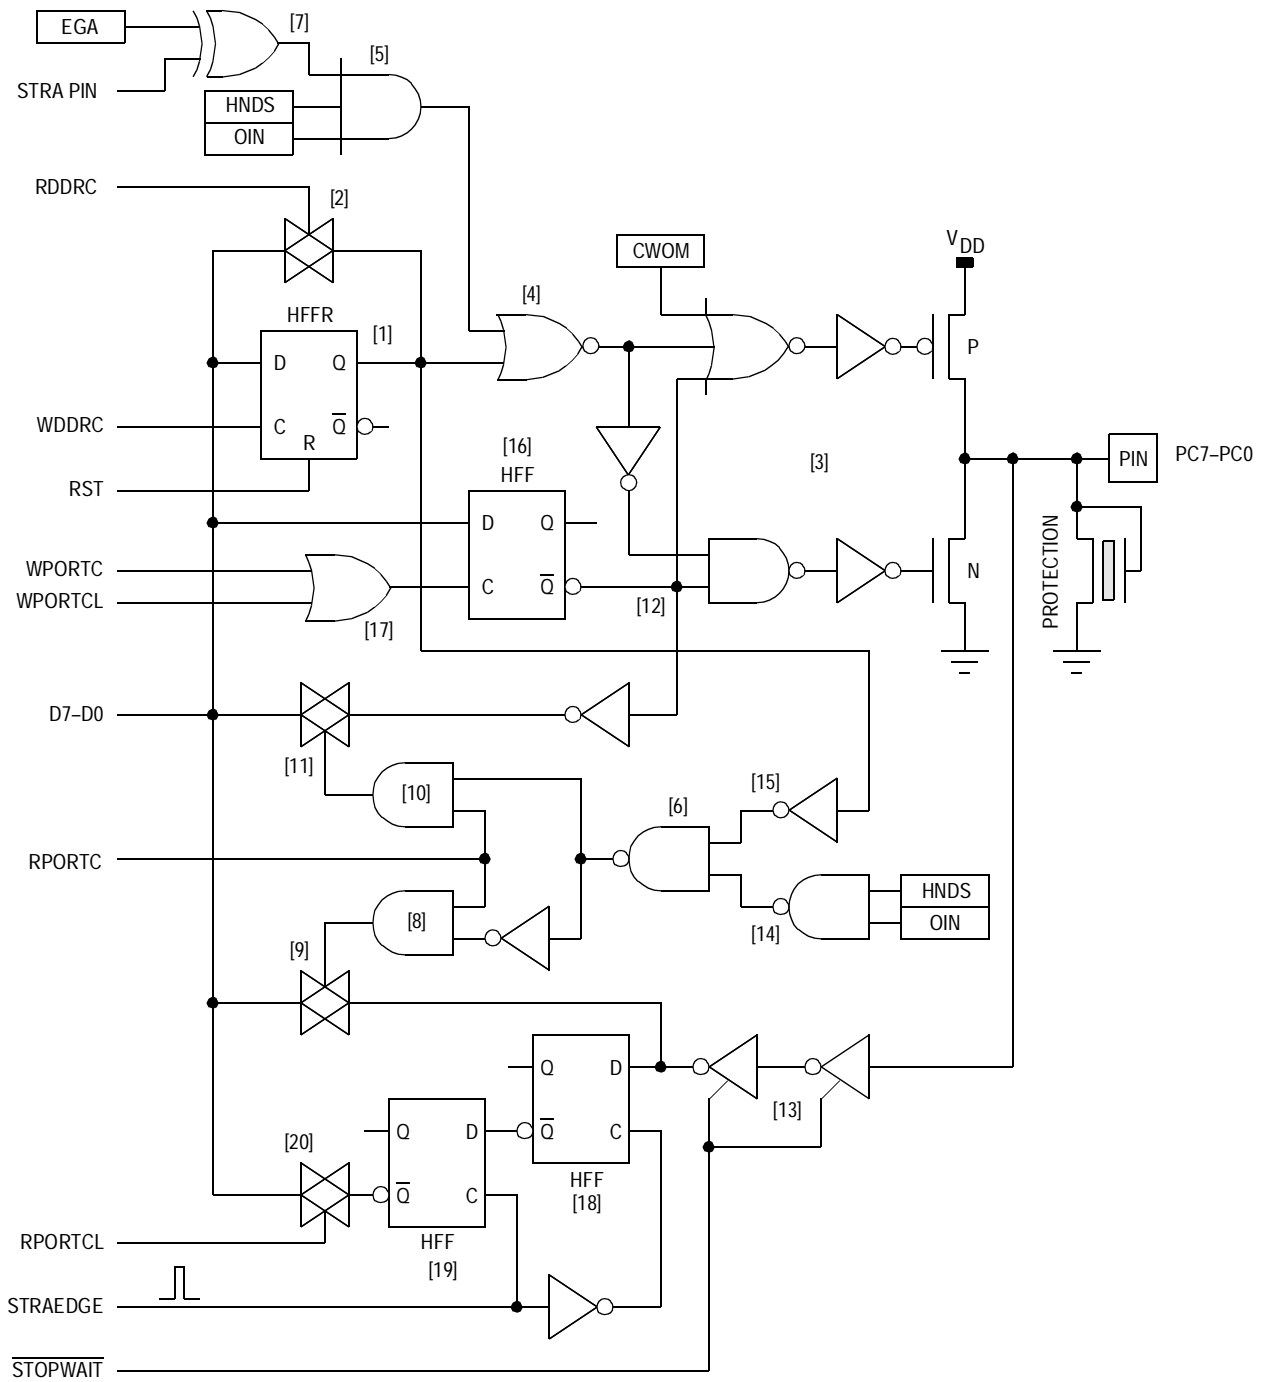 EGA
[7]
[5]
STRA PIN
HNDS
OIN
RDDRC
[2]
CWOM
VDD
[4]
HFFR
[1]
D Q
P
WDDRC
C Q
R
[16]
HFF
[3]
PIN
PC7–PC0
RST
D Q
PROTECTION
WPORTC
C Q
N
WPORTCL
[12]
[17]
D7–D0
[11]
[15]
[10]
[6]
RPORTC
HNDS
[8]
OIN
[14]
[9]
Q D
[13]
Q D
Q C
[20]
Q C
HFF
[18]
RPORTCL
HFF
[19]
STRAEDGE
STOPWAIT